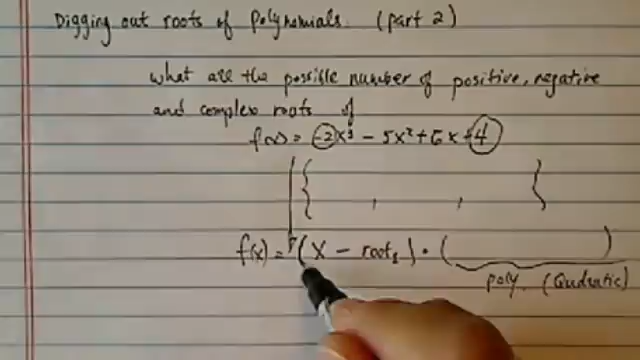 Digging out roots of Polynomials. (part 2)
what are the possible number of positive, negative
and complex roots of
f(x) = -2x³ - 5x² + 6x + 4
{ , , }
f(x) = (x - roots) · ( )
poly. (Quadratic)